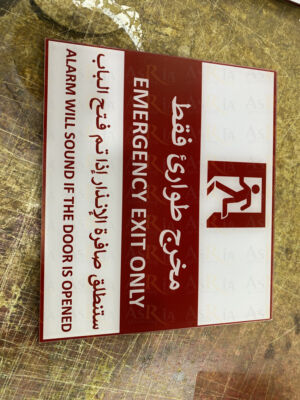 مخرج طوارئ فقط
EMERGENCY EXIT ONLY
ستنطلق صافرة الإنذار إذا تم فتح الباب
ALARM WILL SOUND IF THE DOOR IS OPENED